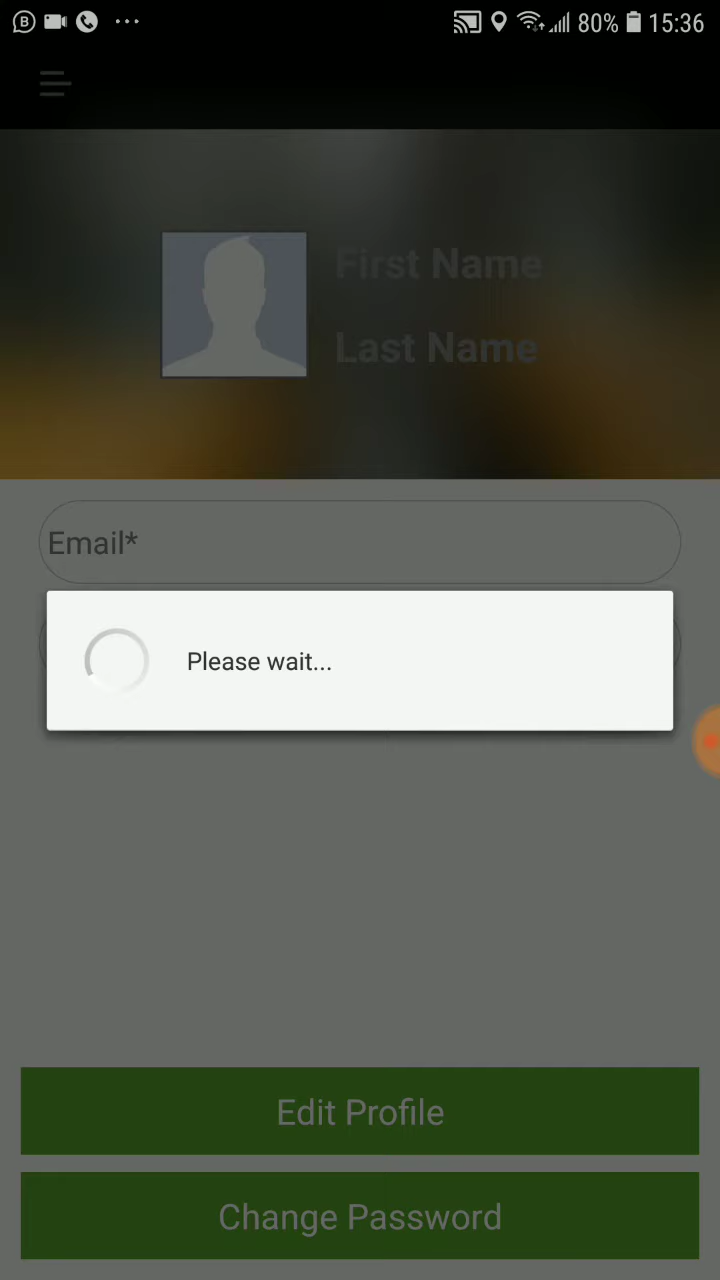 80% 15:36
First Name
Last Name
Email*
Please wait...
Edit Profile
Change Password